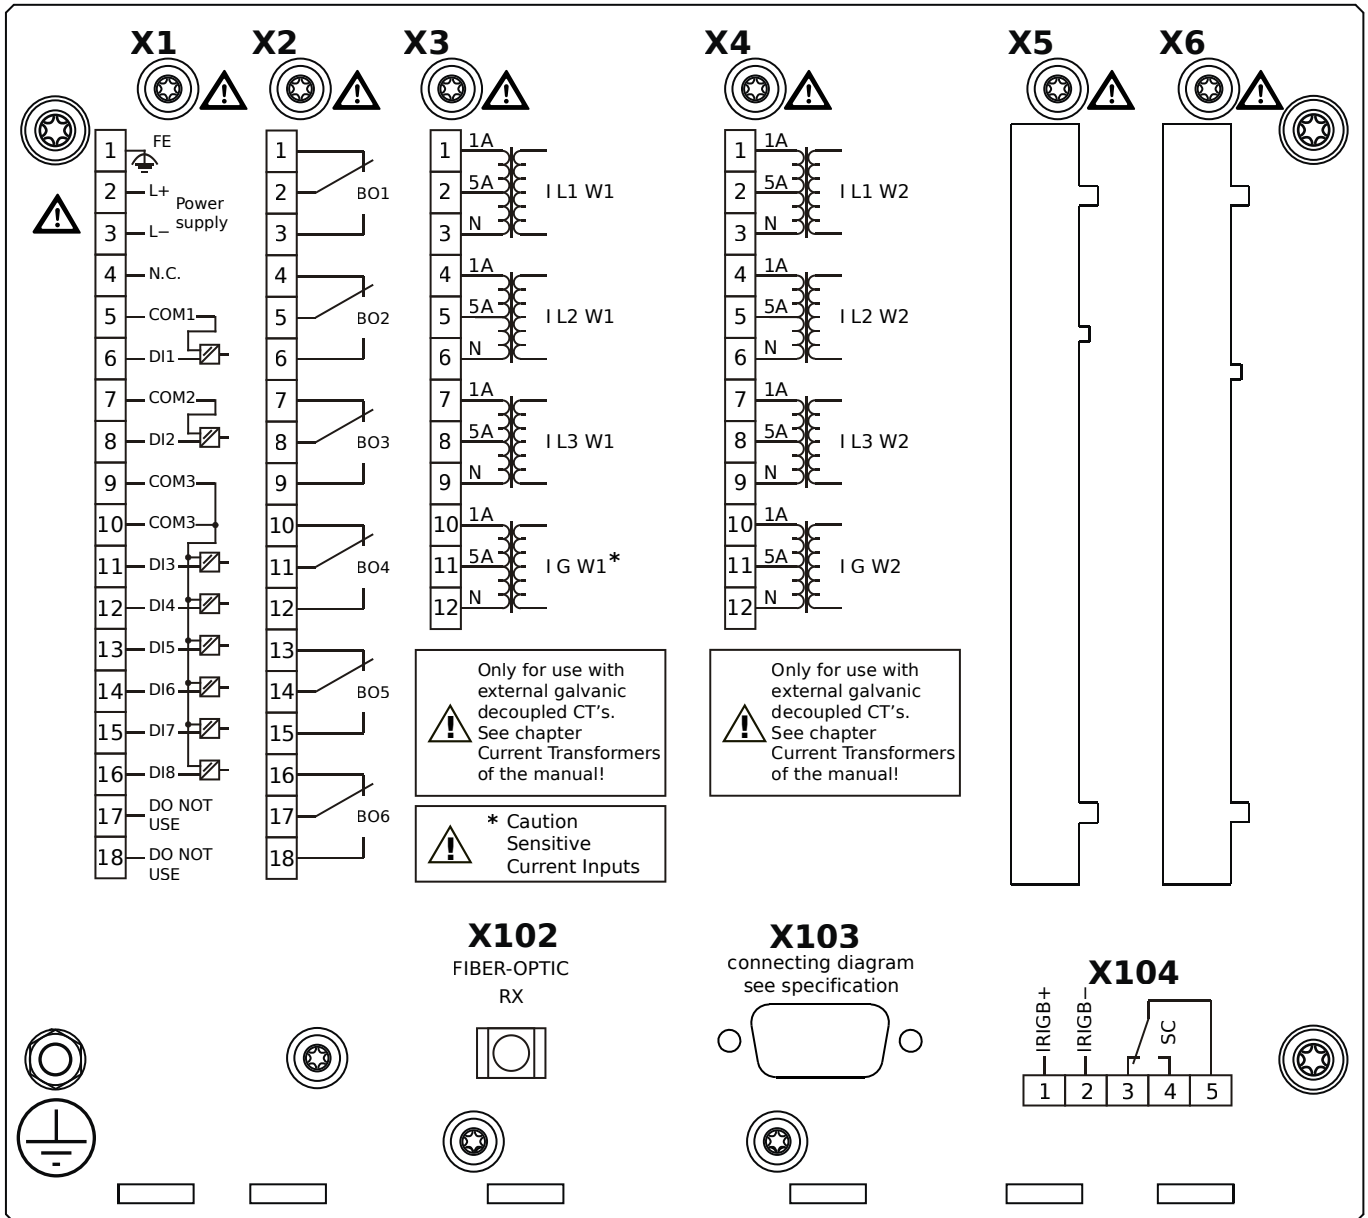 X1 X2 X3 X4 X5 X6
1 FE
2 L+
Power
supply
3 L−
4 N.C.
5 COM1
6 DI1
7 COM2
8 DI2
9 COM3
10 COM3
11 DI3
12 DI4
13 DI5
14 DI6
15 DI7
16 DI8
17 DO NOT
USE
18 DO NOT
USE
1
2 BO1
3
4
5 BO2
6
7
8 BO3
9
10
11 BO4
12
13
14 BO5
15
16
17 BO6
18
1 1A
2 5A I L1 W1
3 N
4 1A
5 5A I L2 W1
6 N
7 1A
8 5A I L3 W1
9 N
10 1A
11 5A I G W1*
12 N
Only for use with
external galvanic
decoupled CT's.
See chapter
Current Transformers
of the manual!
* Caution
Sensitive
Current Inputs
1 1A
2 5A I L1 W2
3 N
4 1A
5 5A I L2 W2
6 N
7 1A
8 5A I L3 W2
9 N
10 1A
11 5A I G W2
12 N
Only for use with
external galvanic
decoupled CT's.
See chapter
Current Transformers
of the manual!
X102
FIBER-OPTIC
RX
X103
connecting diagram
see specification
X104
IRIGB+
IRIGB−
SC
1 2 3 4 5